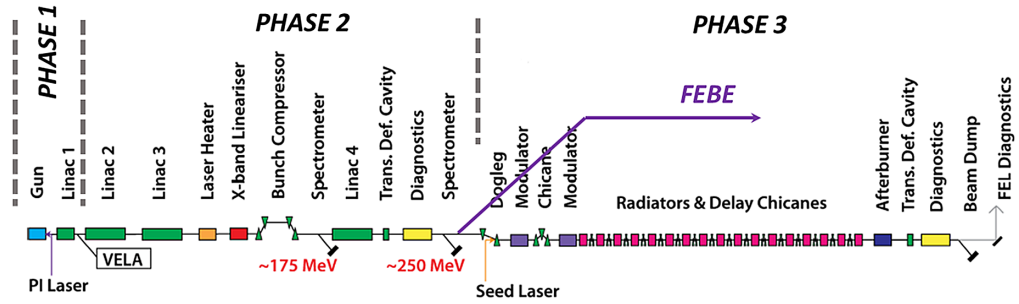 PHASE 1
PHASE 2
PHASE 3
FEBE
Gun
Linac 1
Linac 2
Linac 3
Laser Heater
X-band Lineariser
Bunch Compressor
Spectrometer
Linac 4
Trans. Def. Cavity
Diagnostics
Spectrometer
Dogleg
Modulator
Chicane
Modulator
Radiators & Delay Chicanes
Afterburner
Trans. Def. Cavity
Diagnostics
Beam Dump
FEL Diagnostics
VELA
~175 MeV
~250 MeV
PI Laser
Seed Laser